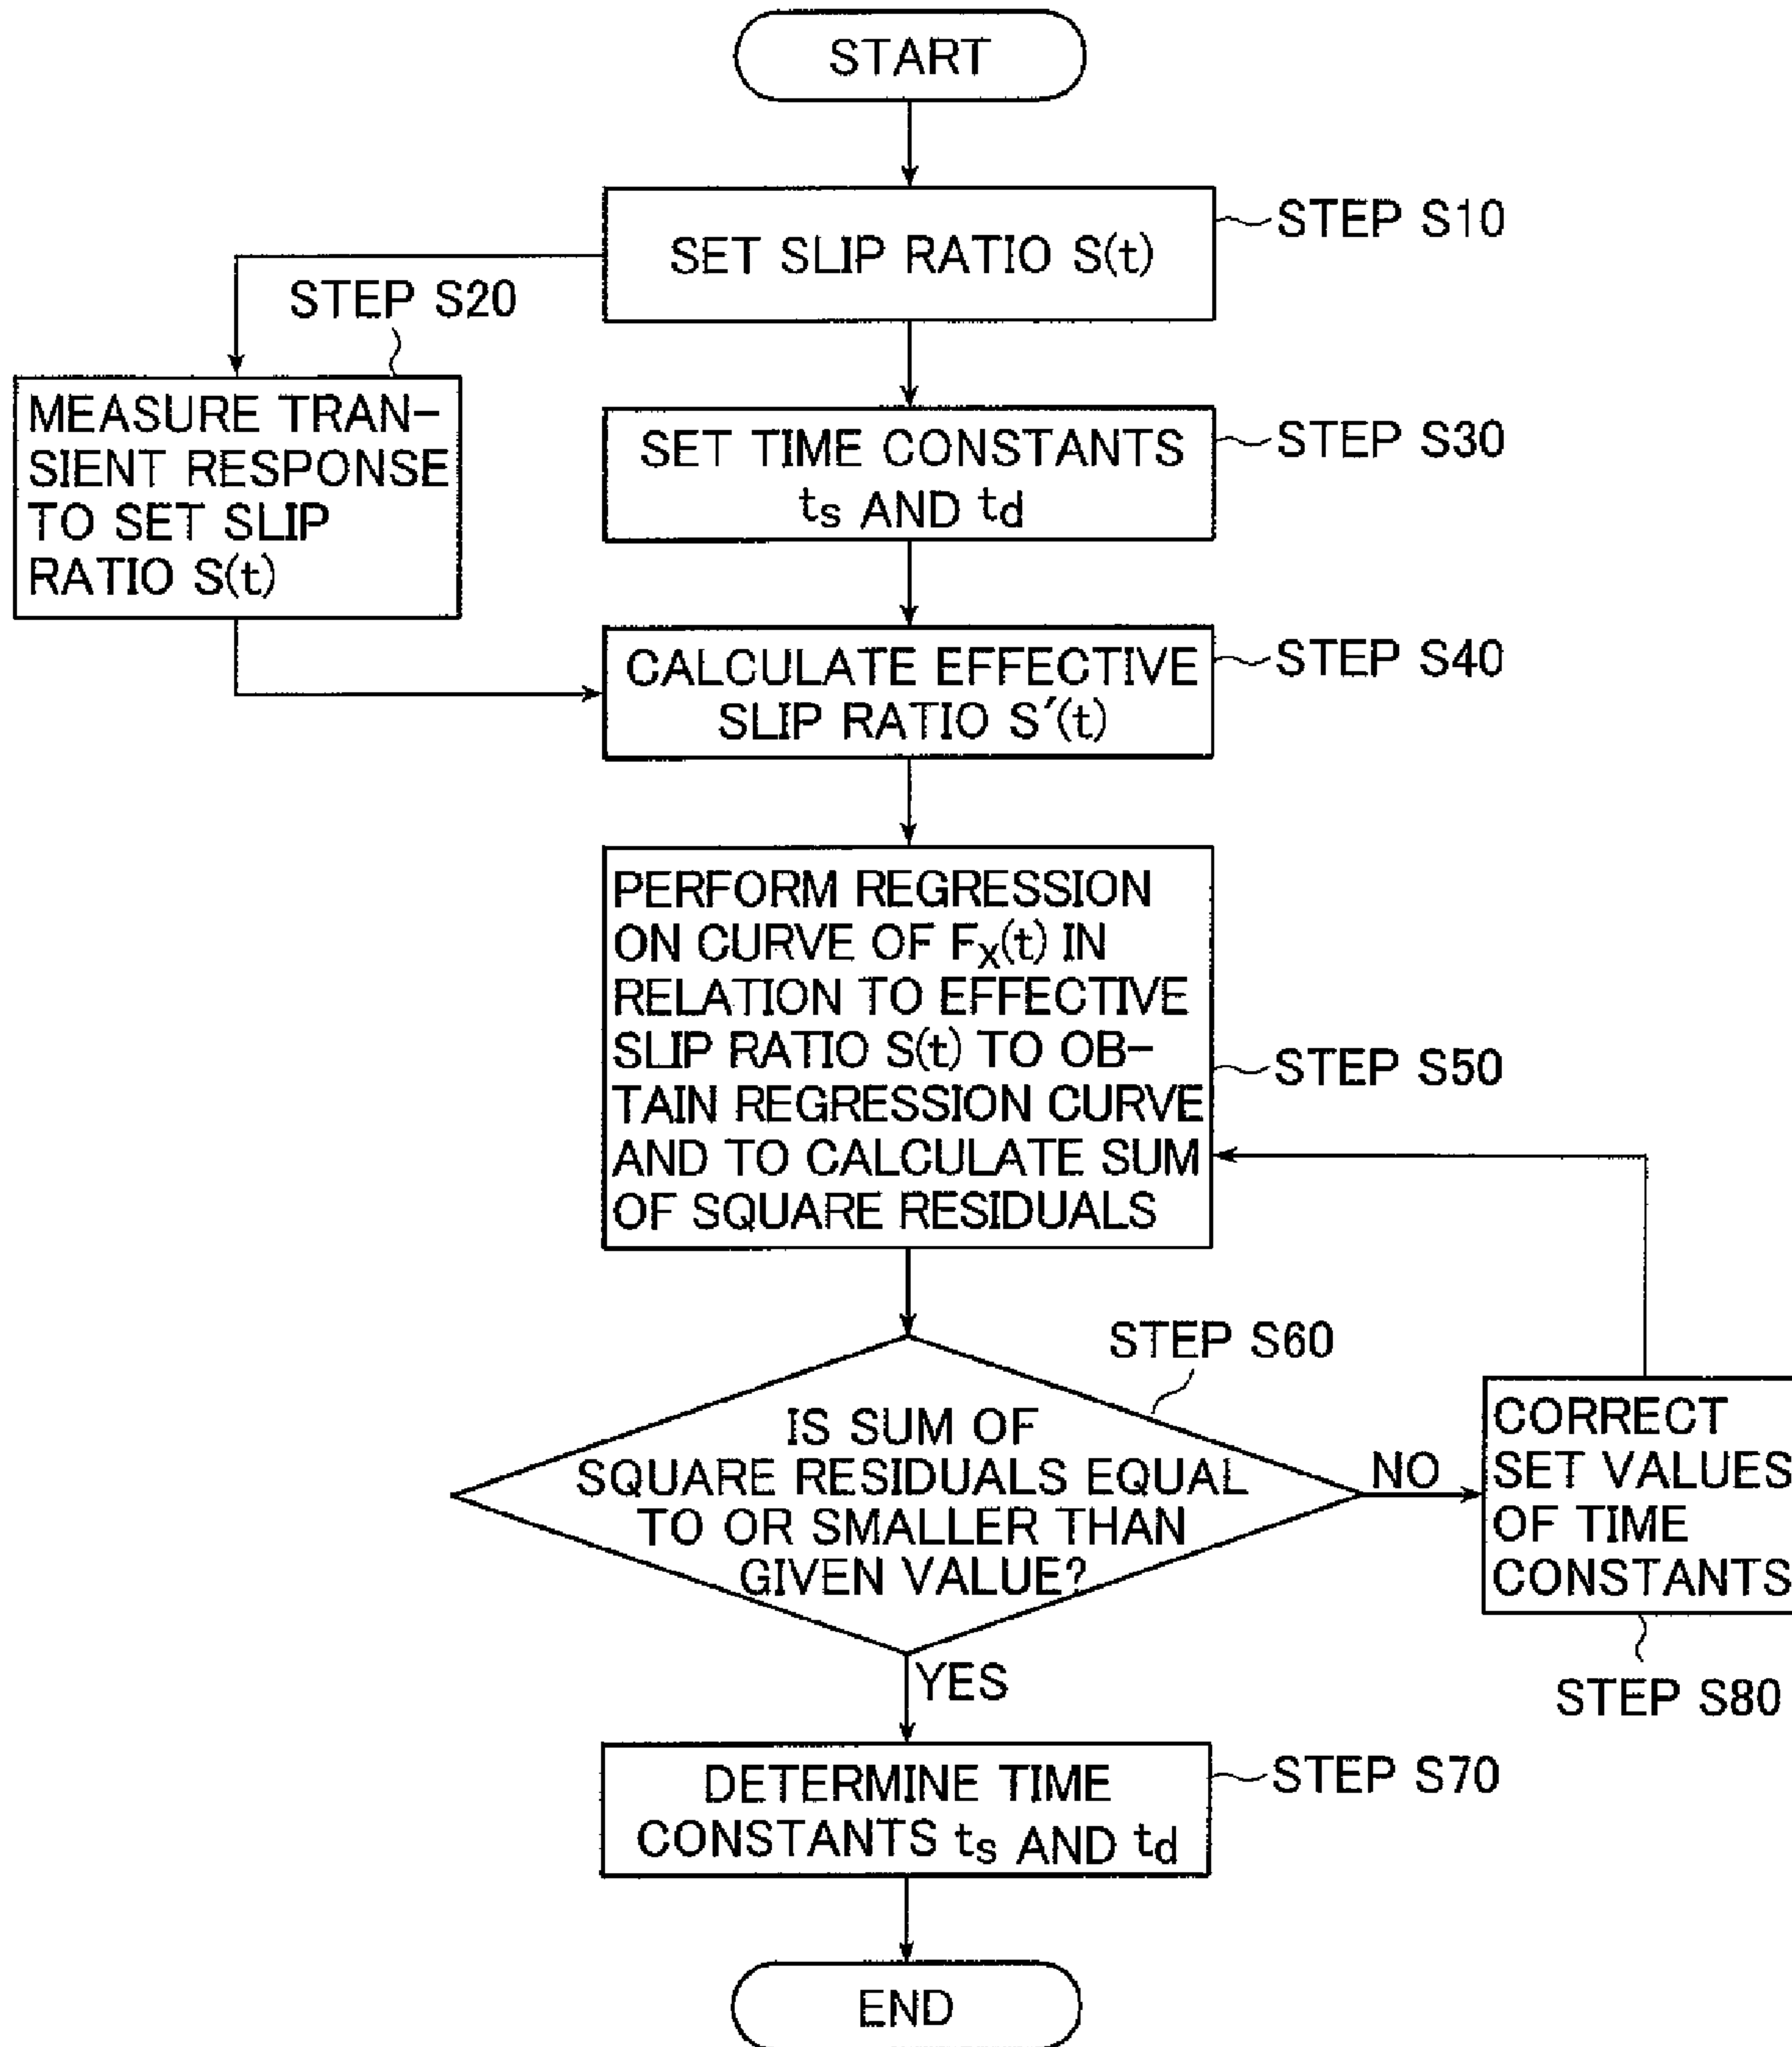 START
SET SLIP RATIO S(t)
STEP S10
STEP S20
MEASURE TRAN-
SIENT RESPONSE
TO SET SLIP
RATIO S(t)
SET TIME CONSTANTS
ts AND td
STEP S30
CALCULATE EFFECTIVE
SLIP RATIO S′(t)
STEP S40
PERFORM REGRESSION
ON CURVE OF Fx(t) IN
RELATION TO EFFECTIVE
SLIP RATIO S(t) TO OB-
TAIN REGRESSION CURVE
AND TO CALCULATE SUM
OF SQUARE RESIDUALS
STEP S50
STEP S60
IS SUM OF
SQUARE RESIDUALS EQUAL
TO OR SMALLER THAN
GIVEN VALUE?
NO
CORRECT
SET VALUES
OF TIME
CONSTANTS
STEP S80
YES
DETERMINE TIME
CONSTANTS ts AND td
STEP S70
END